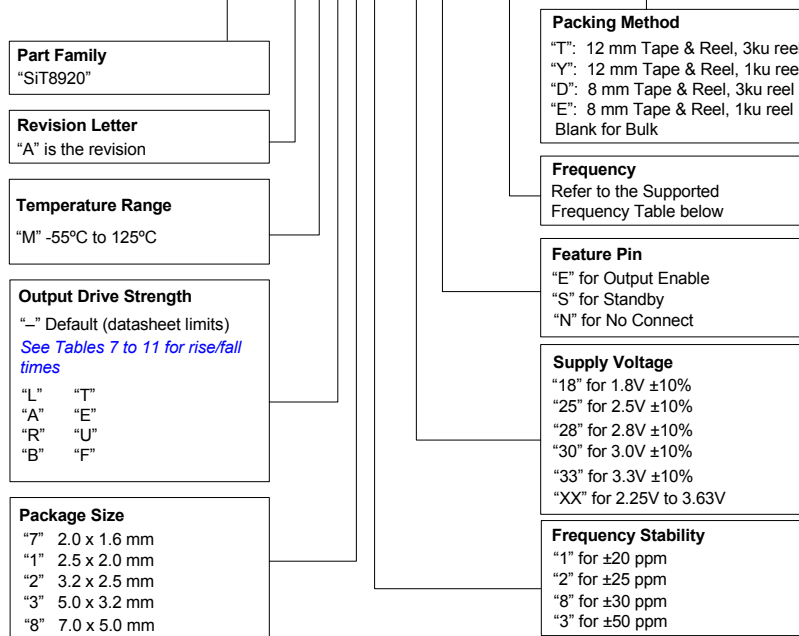 Part Family
“SiT8920”
Revision Letter
“A” is the revision
Temperature Range
“M” -55ºC to 125ºC
Output Drive Strength
“–” Default (datasheet limits)
See Tables 7 to 11 for rise/fall
times
“L” “T”
“A” “E”
“R” “U”
“B” “F”
Package Size
“7” 2.0 x 1.6 mm
“1” 2.5 x 2.0 mm
“2” 3.2 x 2.5 mm
“3” 5.0 x 3.2 mm
“8” 7.0 x 5.0 mm
Packing Method
“T”: 12 mm Tape & Reel, 3ku reel
“Y”: 12 mm Tape & Reel, 1ku reel
“D”: 8 mm Tape & Reel, 3ku reel
“E”: 8 mm Tape & Reel, 1ku reel
Blank for Bulk
Frequency
Refer to the Supported
Frequency Table below
Feature Pin
“E” for Output Enable
“S” for Standby
“N” for No Connect
Supply Voltage
“18” for 1.8V ±10%
“25” for 2.5V ±10%
“28” for 2.8V ±10%
“30” for 3.0V ±10%
“33” for 3.3V ±10%
“XX” for 2.25V to 3.63V
Frequency Stability
“1” for ±20 ppm
“2” for ±25 ppm
“8” for ±30 ppm
“3” for ±50 ppm